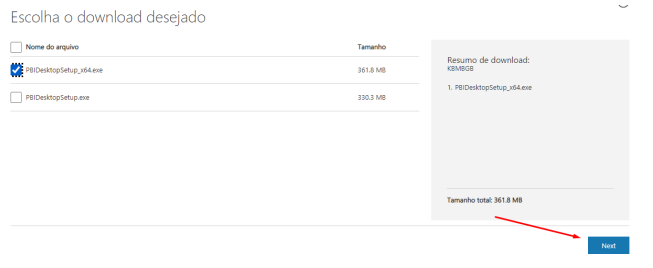 Escolha o download desejado
Nome do arquivo Tamanho
PBIDesktopSetup_x64.exe 361.8 MB
PBIDesktopSetup.exe 330.3 MB
Resumo de download:
KBMBGB
1. PBIDesktopSetup_x64.exe
Tamanho total: 361.8 MB
Next